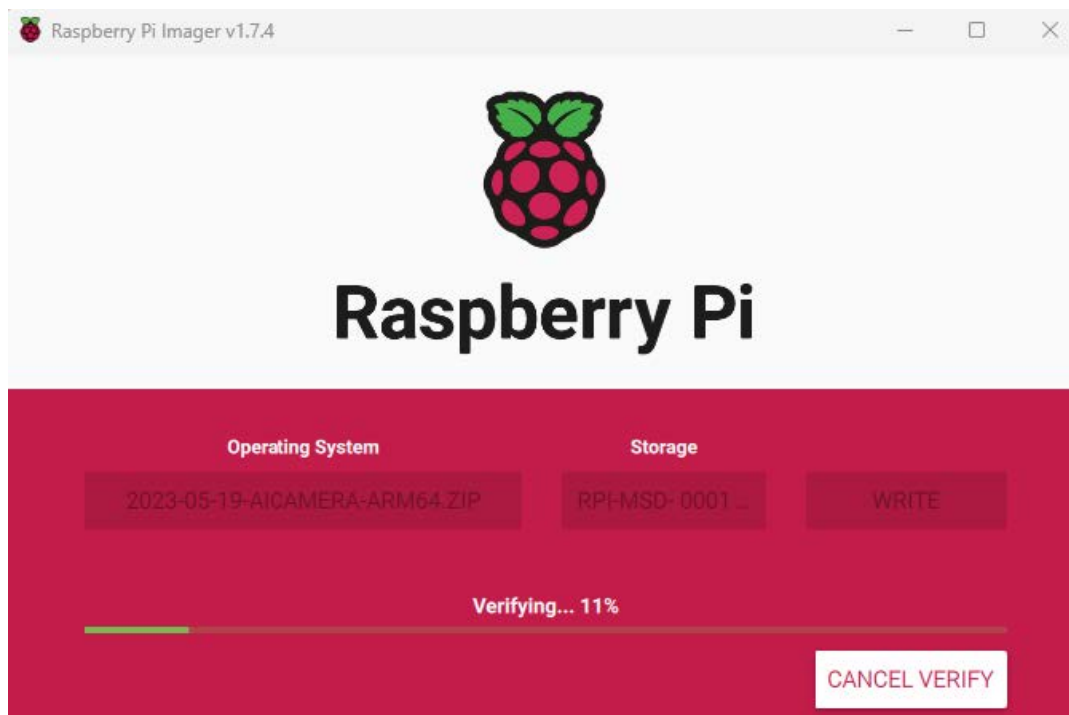 Raspberry Pi Imager v1.7.4
Raspberry Pi
Operating System
Storage
2023-05-19-AICAMERA-ARM64.ZIP
RPI-MSD- 0001 ...
WRITE
Verifying... 11%
CANCEL VERIFY